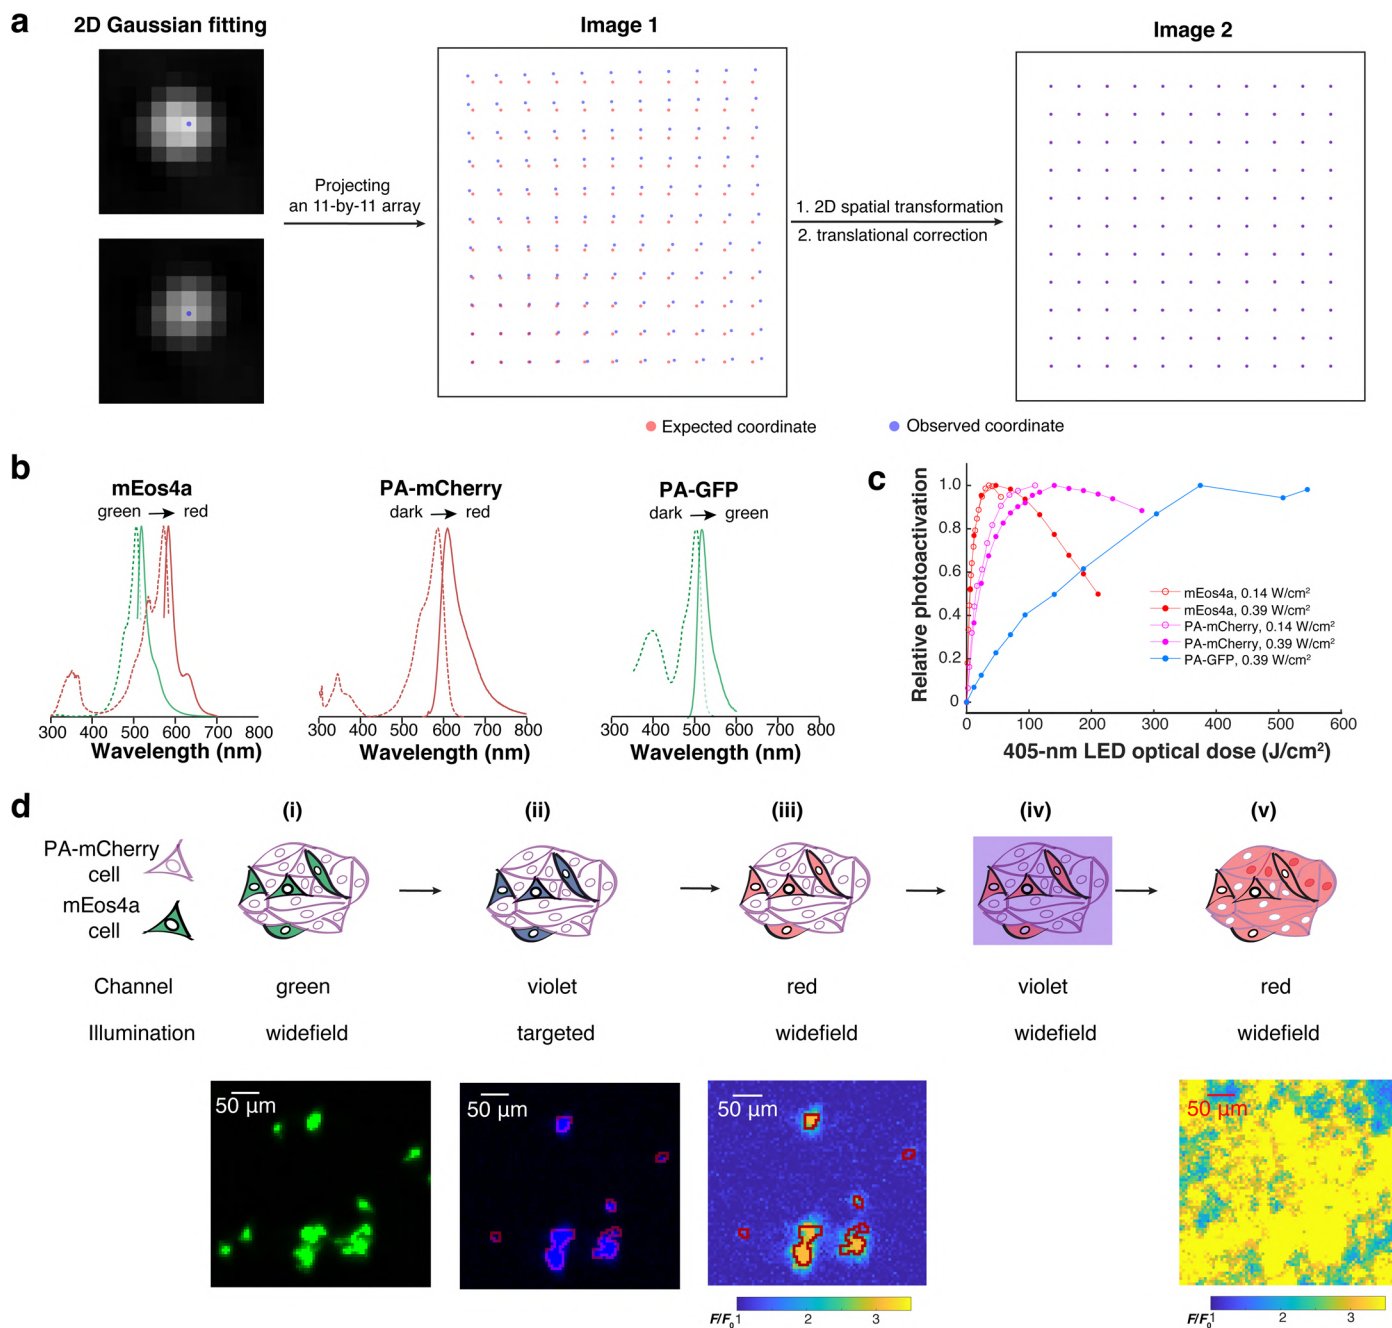 a
2D Gaussian fitting
Image 1
Image 2
Projecting
an 11-by-11 array
1. 2D spatial transformation
2. translational correction
Expected coordinate
Observed coordinate
b
mEos4a
green → red
300 400 500 600 700 800
Wavelength (nm)
PA-mCherry
dark → red
300 400 500 600 700 800
Wavelength (nm)
PA-GFP
dark → green
300 400 500 600 700 800
Wavelength (nm)
c
Relative photoactivation
1.0
0.8
0.6
0.4
0.2
0
0 100 200 300 400 500 600
405-nm LED optical dose (J/cm²)
mEos4a, 0.14 W/cm²
mEos4a, 0.39 W/cm²
PA-mCherry, 0.14 W/cm²
PA-mCherry, 0.39 W/cm²
PA-GFP, 0.39 W/cm²
d
(i) (ii) (iii) (iv) (v)
PA-mCherry
cell
mEos4a
cell
Channel green violet red violet red
Illumination widefield targeted widefield widefield widefield
50 µm
50 µm
50 µm
50 µm
F/F₀ 1 2 3
F/F₀ 1 2 3